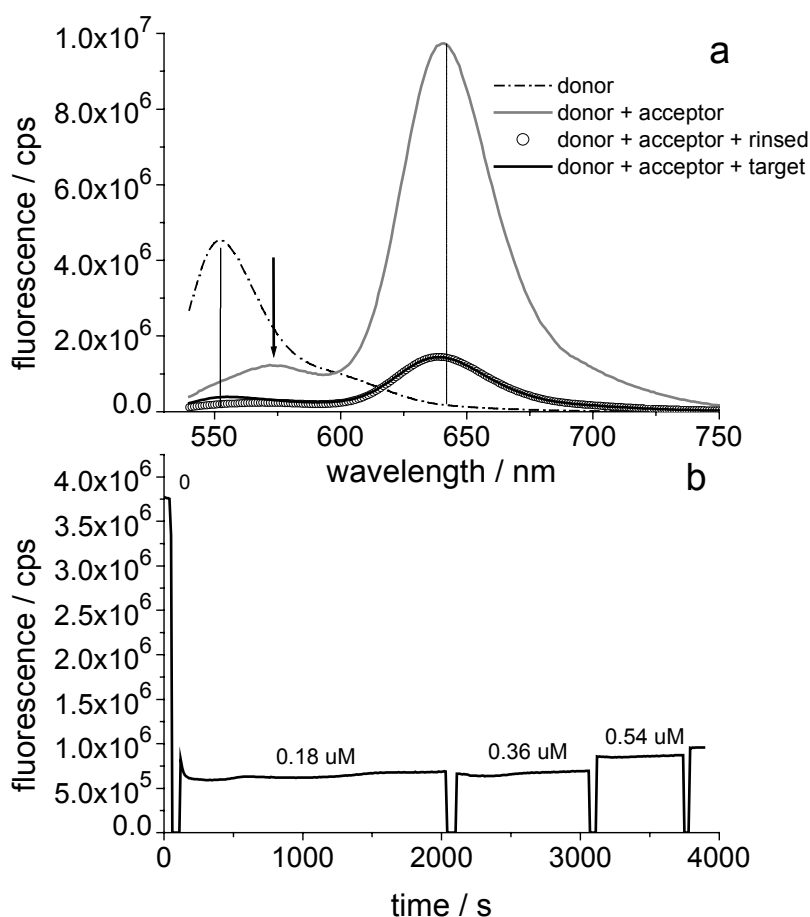 a
1.0x10⁷
8.0x10⁶
6.0x10⁶
4.0x10⁶
2.0x10⁶
0.0
fluorescence / cps
donor
donor + acceptor
donor + acceptor + rinsed
donor + acceptor + target
550 600 650 700 750
wavelength / nm
b
4.0x10⁶
3.5x10⁶
3.0x10⁶
2.5x10⁶
2.0x10⁶
1.5x10⁶
1.0x10⁶
5.0x10⁵
0.0
fluorescence / cps
0
0.18 uM
0.36 uM
0.54 uM
0 1000 2000 3000 4000
time / s